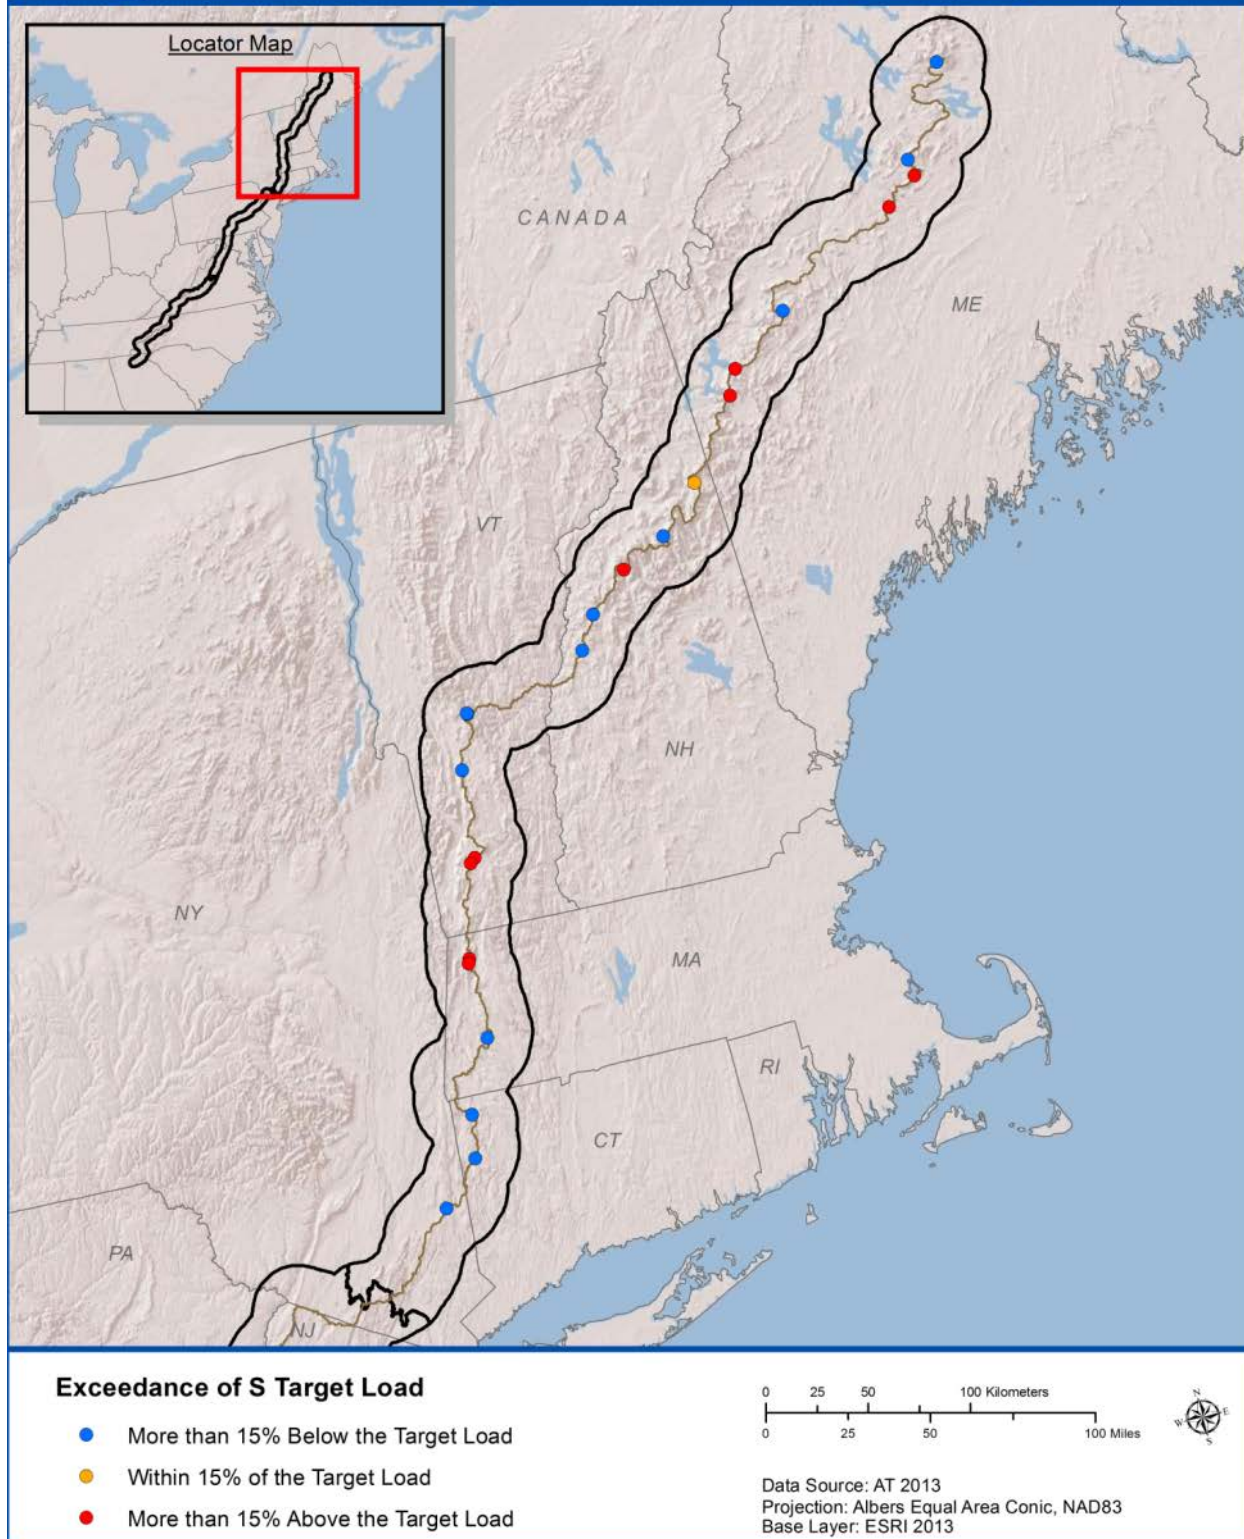 Locator Map
CANADA
ME
VT
NH
NY
MA
RI
CT
PA
NJ
Exceedance of S Target Load
More than 15% Below the Target Load
Within 15% of the Target Load
More than 15% Above the Target Load
0 25 50 100 Kilometers
0 25 50 100 Miles
N
W E
S
Data Source: AT 2013
Projection: Albers Equal Area Conic, NAD83
Base Layer: ESRI 2013